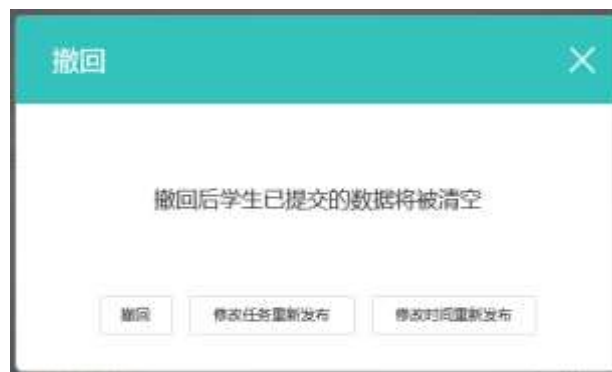 撤回
撤回后学生已提交的数据将被清空
撤回
修改任务重新发布
修改时间重新发布